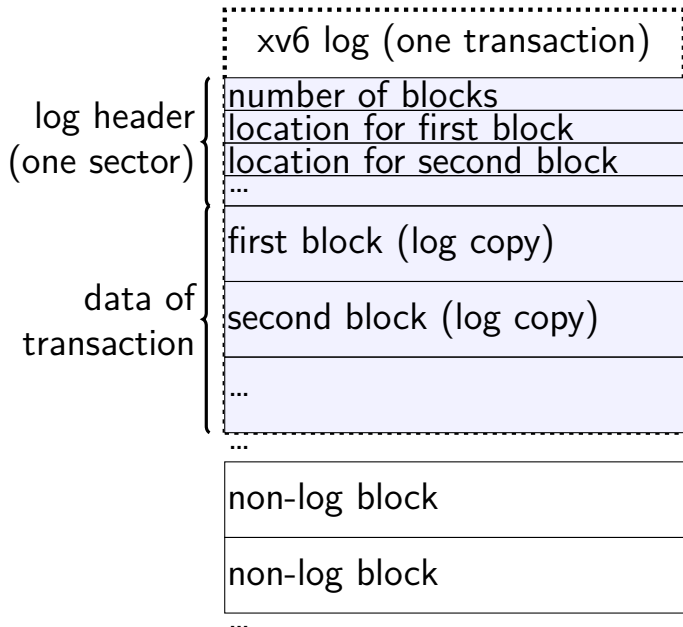 xv6 log (one transaction)
log header
(one sector)
number of blocks
location for first block
location for second block
...
data of
transaction
first block (log copy)
second block (log copy)
...
...
non-log block
non-log block
...